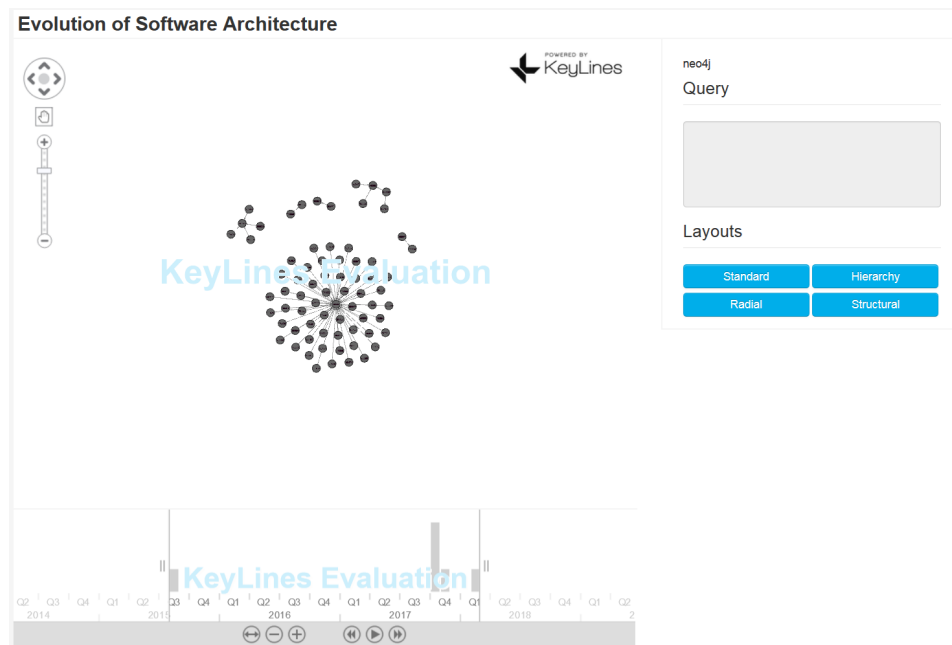 Evolution of Software Architecture
POWERED BY
KeyLines
neo4j
Query
KeyLines Evaluation
Layouts
Standard
Hierarchy
Radial
Structural
KeyLines Evaluation
Q2 Q3 Q4 Q1 Q2 Q3 Q4 Q1 Q2 Q3 Q4 Q1 Q2 Q3 Q4 Q1 Q2 Q3 Q4 Q1 Q2
2014 2015 2016 2017 2018 2